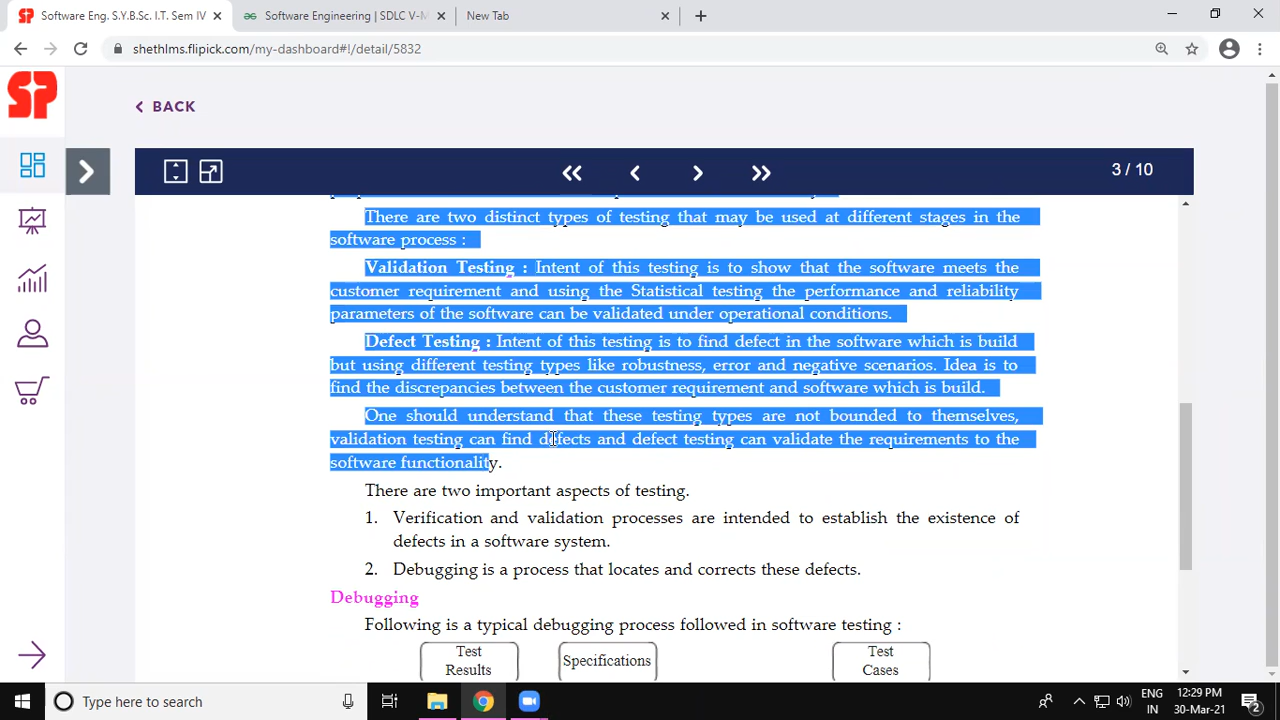 Software Eng. S.Y.B.Sc. I.T. Sem IV
Software Engineering | SDLC V-M
New Tab
shethlms.flipick.com/my-dashboard#!/detail/5832
SP
BACK
3 / 10
There are two distinct types of testing that may be used at different stages in the
software process :
Validation Testing : Intent of this testing is to show that the software meets the
customer requirement and using the Statistical testing the performance and reliability
parameters of the software can be validated under operational conditions.
Defect Testing : Intent of this testing is to find defect in the software which is build
but using different testing types like robustness, error and negative scenarios. Idea is to
find the discrepancies between the customer requirement and software which is build.
One should understand that these testing types are not bounded to themselves,
validation testing can find defects and defect testing can validate the requirements to the
software functionality.
There are two important aspects of testing.
1. Verification and validation processes are intended to establish the existence of
defects in a software system.
2. Debugging is a process that locates and corrects these defects.
Debugging
Following is a typical debugging process followed in software testing :
Test
Results
Specifications
Test
Cases
Type here to search
ENG
IN
12:29 PM
30-Mar-21
2